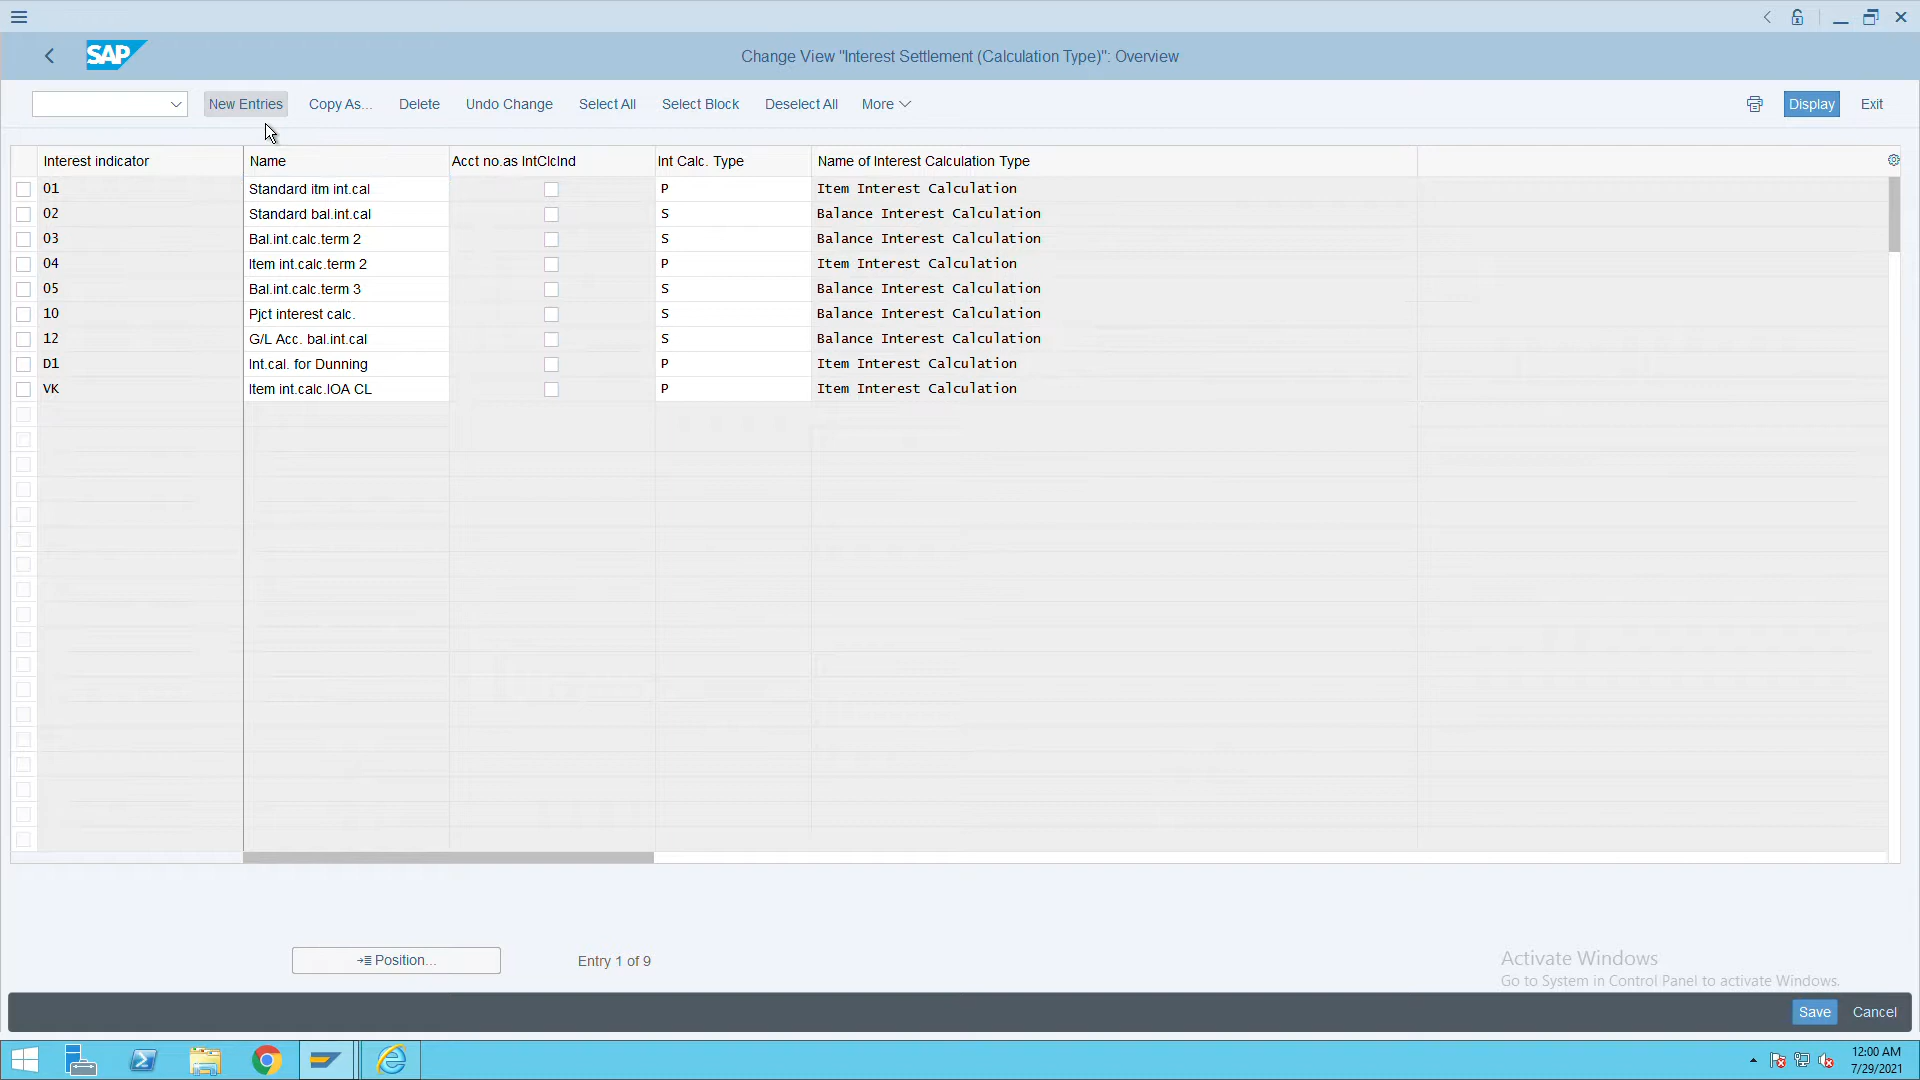 SAP
Change View "Interest Settlement (Calculation Type)": Overview
New Entries Copy As... Delete Undo Change Select All Select Block Deselect All More Display Exit
Interest indicator Name Acct no.as IntClcInd Int Calc. Type Name of Interest Calculation Type
01 Standard itm int.cal P Item Interest Calculation
02 Standard bal.int.cal S Balance Interest Calculation
03 Bal.int.calc.term 2 S Balance Interest Calculation
04 Item int.calc.term 2 P Item Interest Calculation
05 Bal.int.calc.term 3 S Balance Interest Calculation
10 Pjct interest calc. S Balance Interest Calculation
12 G/L Acc. bal.int.cal S Balance Interest Calculation
D1 Int.cal. for Dunning P Item Interest Calculation
VK Item int.calc.IOA CL P Item Interest Calculation
Position... Entry 1 of 9
Activate Windows
Go to System in Control Panel to activate Windows.
Save Cancel
12:00 AM
7/29/2021